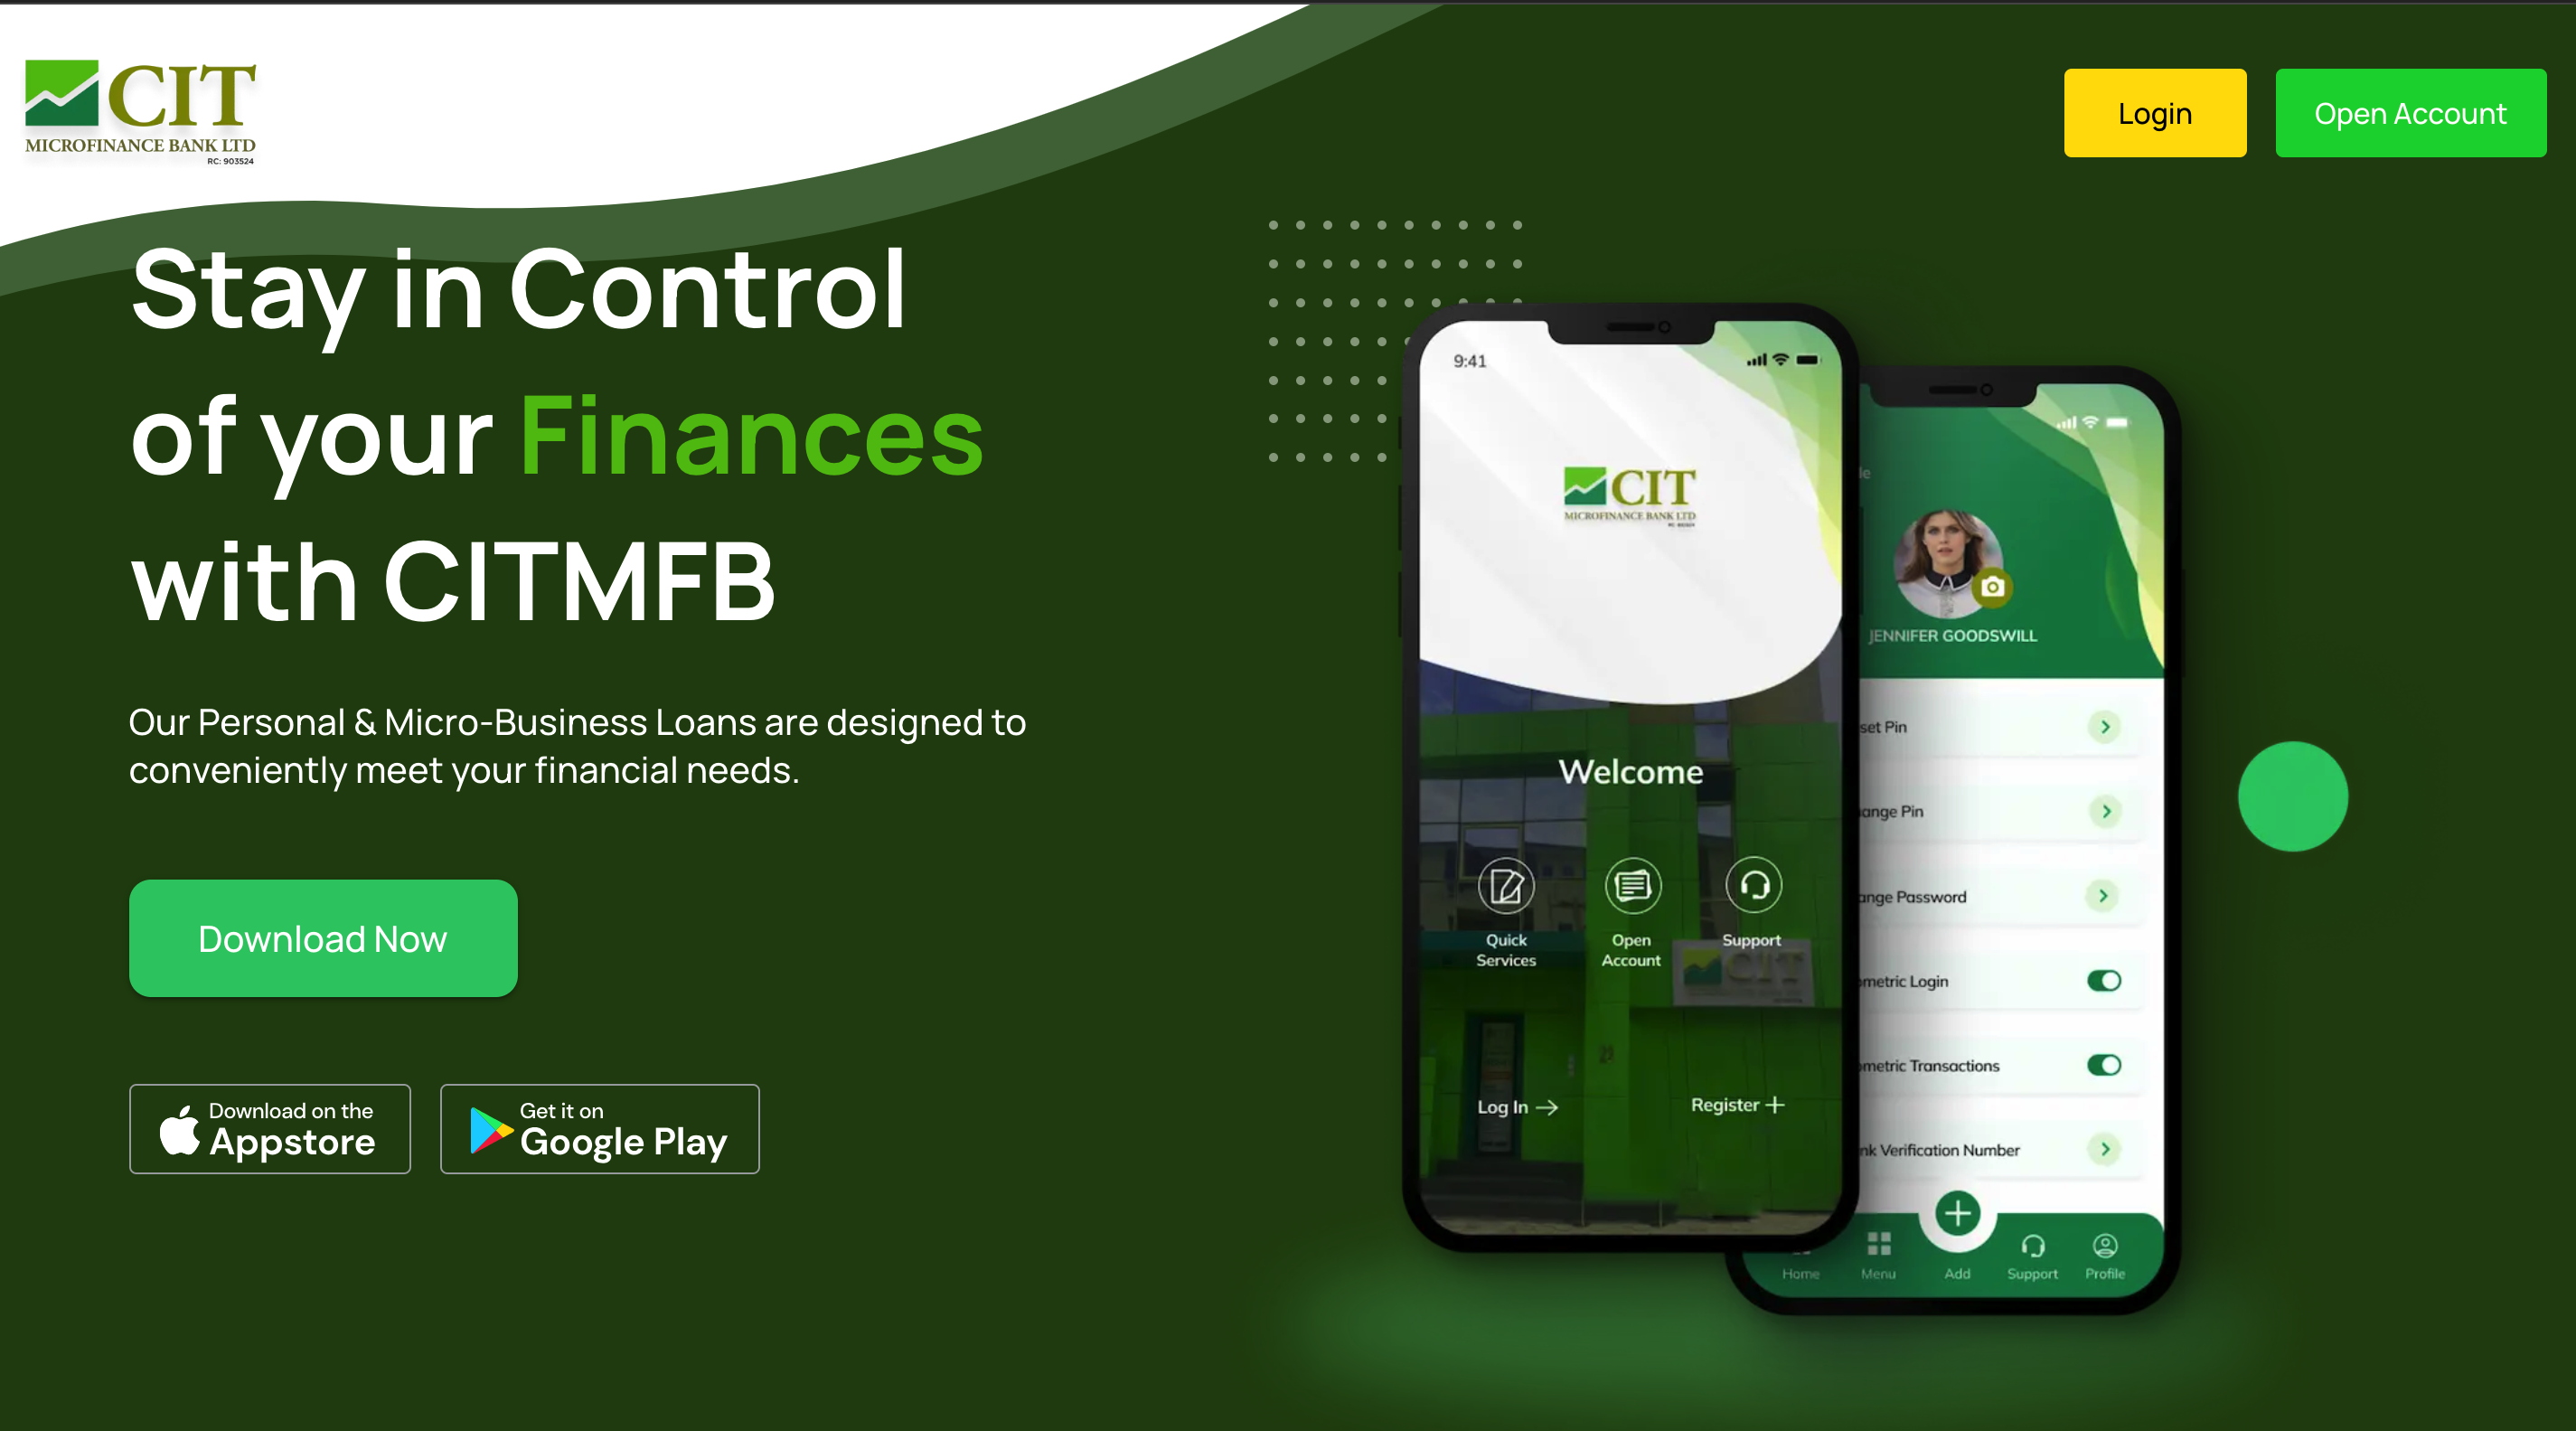 CIT
MICROFINANCE BANK LTD
RC: 903524
Login
Open Account
Stay in Control
of your Finances
with CITMFB
Our Personal & Micro-Business Loans are designed to
conveniently meet your financial needs.
Download Now
Download on the
Appstore
Get it on
Google Play
9:41
CIT
MICROFINANCE BANK LTD
Welcome
Quick
Services
Open
Account
Support
CIT
Log In
Register
le
JENNIFER GOODSWILL
set Pin
ange Pin
ange Password
metric Login
metric Transactions
nk Verification Number
Home
Menu
Add
Support
Profile